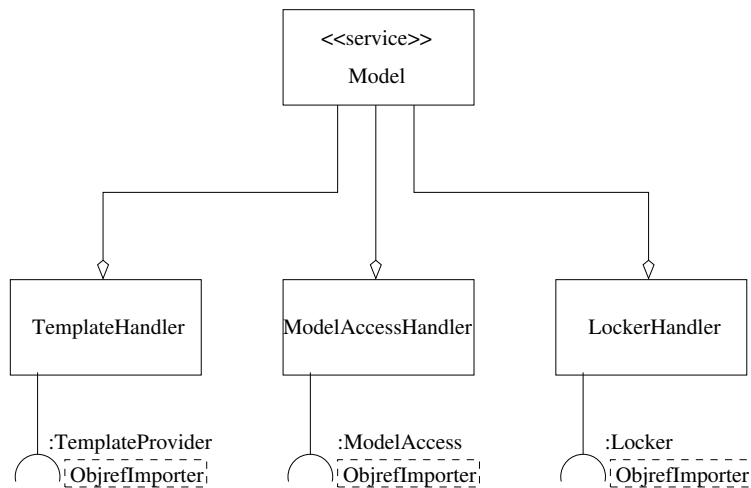 <<service>>
Model
TemplateHandler
ModelAccessHandler
LockerHandler
:TemplateProvider
:ModelAccess
:Locker
ObjrefImporter
ObjrefImporter
ObjrefImporter